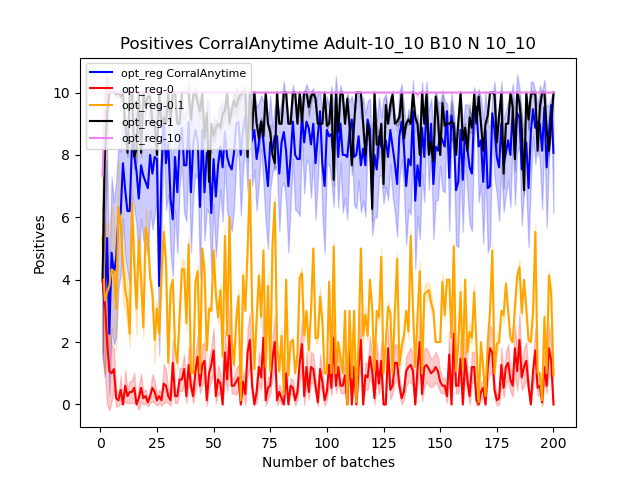 Positives CorralAnytime Adult-10_10 B10 N 10_10
opt_reg CorralAnytime
opt_reg-0
opt_reg-0.1
opt_reg-1
opt_reg-10
Positives
10
8
6
4
2
0
0 25 50 75 100 125 150 175 200
Number of batches